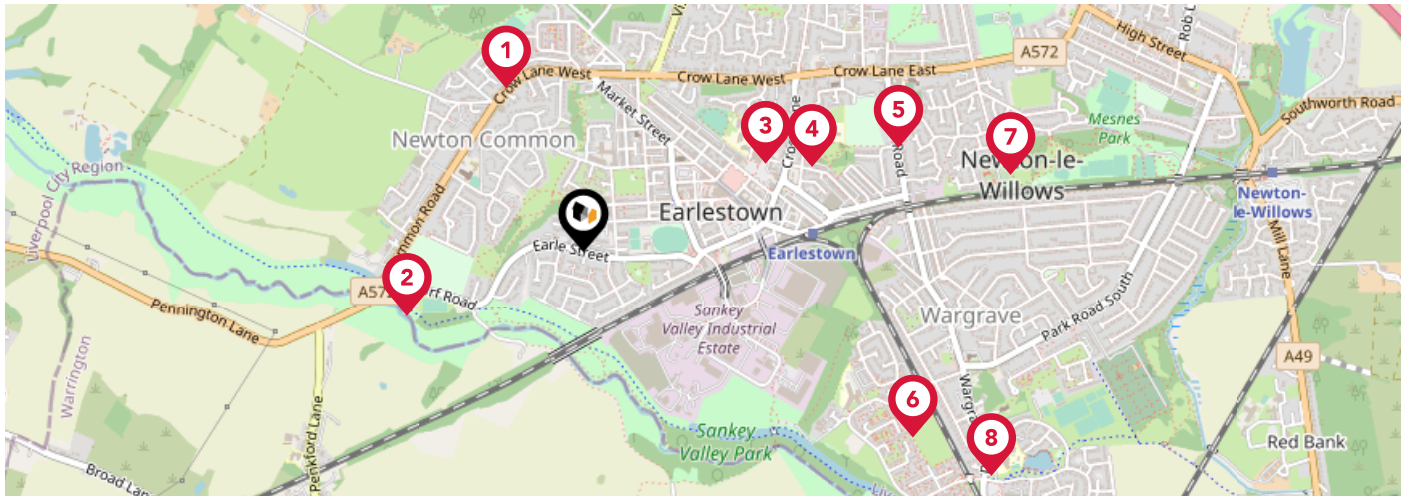 1
Crow Lane West
Crow Lane West
Crow Lane East
A572
High Street
Southworth Road
Mesnes
Park
Market Street
Newton Common
3
4
5
7
Newton-le-
Willows
Road
Liverpool City Region
Earlestown
Earle Street
Earlestown
Newton-
le-Willows
Mill Lane
Common Road
2
Pennington Lane
Warrington
Sankey
Valley Industrial
Estate
Wargrave
Park Road South
A49
6
8
Sankey
Valley Park
Penkford Lane
Broad Lane
Red Bank